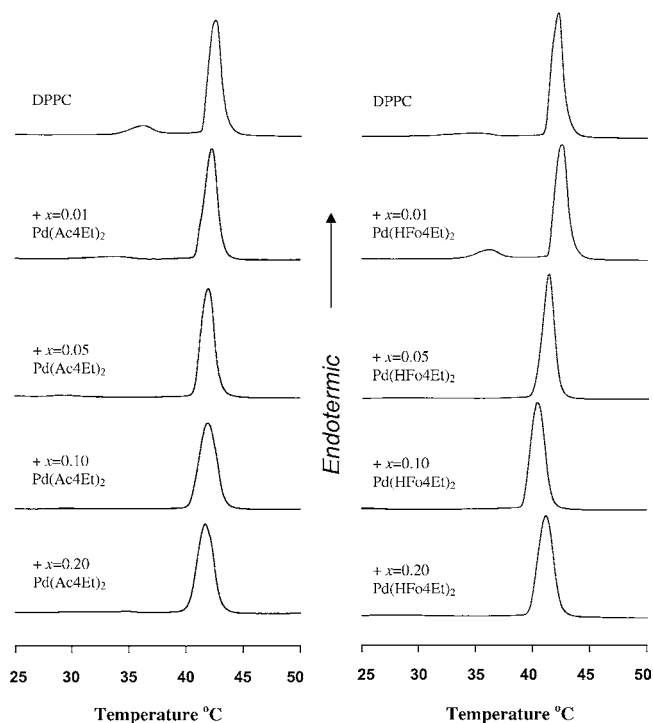 DPPC
+ x=0.01
Pd(Ac4Et)₂
+ x=0.05
Pd(Ac4Et)₂
+ x=0.10
Pd(Ac4Et)₂
+ x=0.20
Pd(Ac4Et)₂
25 30 35 40 45 50
Temperature °C
Endotermic
DPPC
+ x=0.01
Pd(HFo4Et)₂
+ x=0.05
Pd(HFo4Et)₂
+ x=0.10
Pd(HFo4Et)₂
+ x=0.20
Pd(HFo4Et)₂
25 30 35 40 45 50
Temperature °C